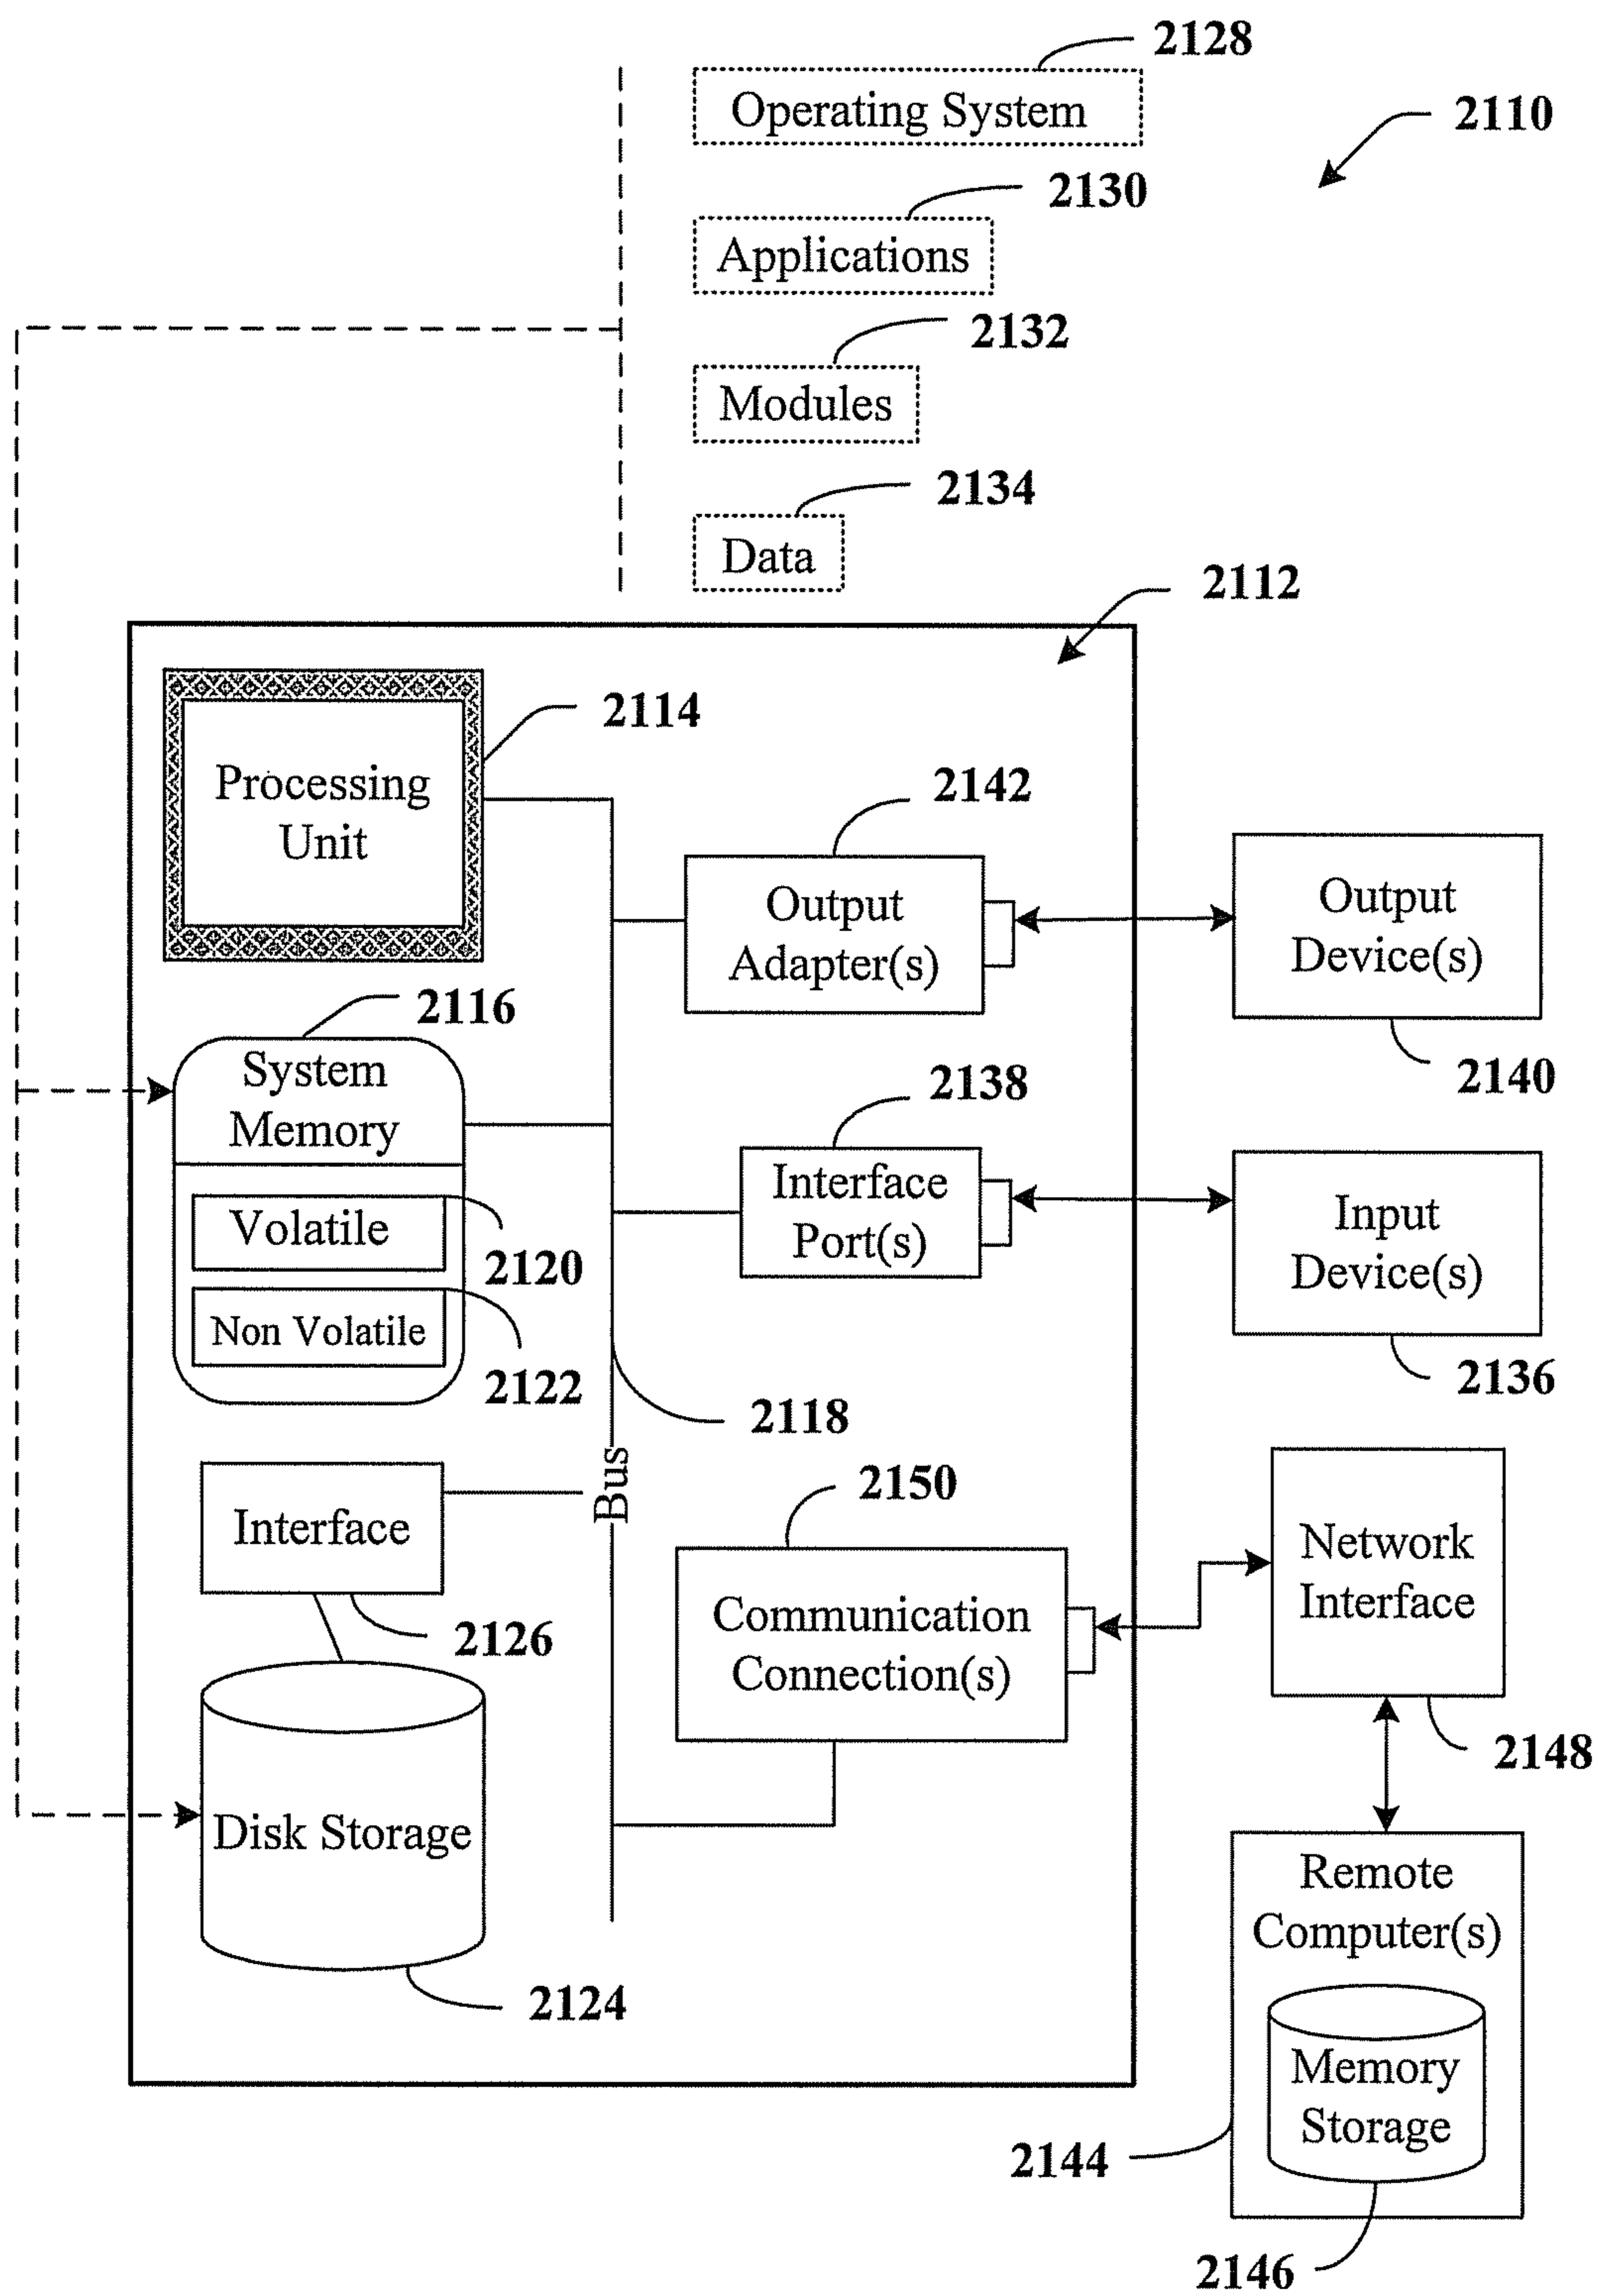 2128
Operating System
2110
2130
Applications
2132
Modules
2134
Data
2112
2114
Processing
Unit
2142
Output
Adapter(s)
Output
Device(s)
2140
2116
System
Memory
Volatile
2120
Non Volatile
2122
2138
Interface
Port(s)
Input
Device(s)
2136
2118
Bus
Interface
2126
2150
Communication
Connection(s)
Network
Interface
2148
Disk Storage
2124
Remote
Computer(s)
Memory
Storage
2144
2146